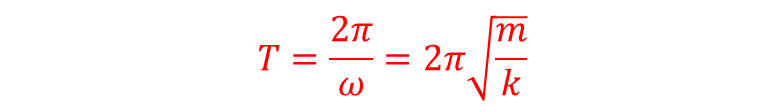 T = 2π/ω = 2π√(m/k)